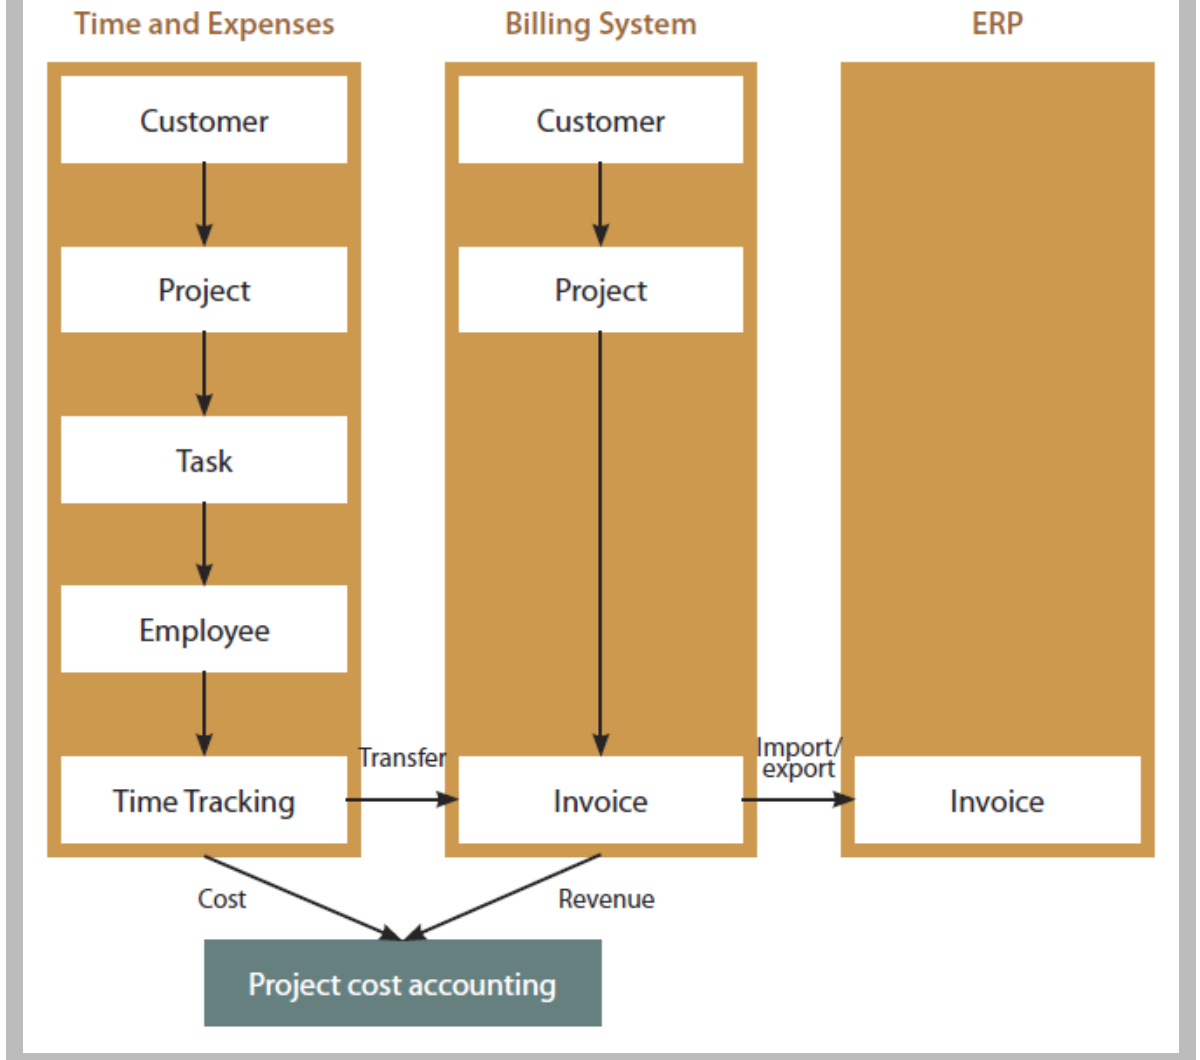 Time and Expenses
Billing System
ERP
Customer
Customer
Project
Project
Task
Employee
Transfer
Import/
export
Time Tracking
Invoice
Invoice
Cost
Revenue
Project cost accounting